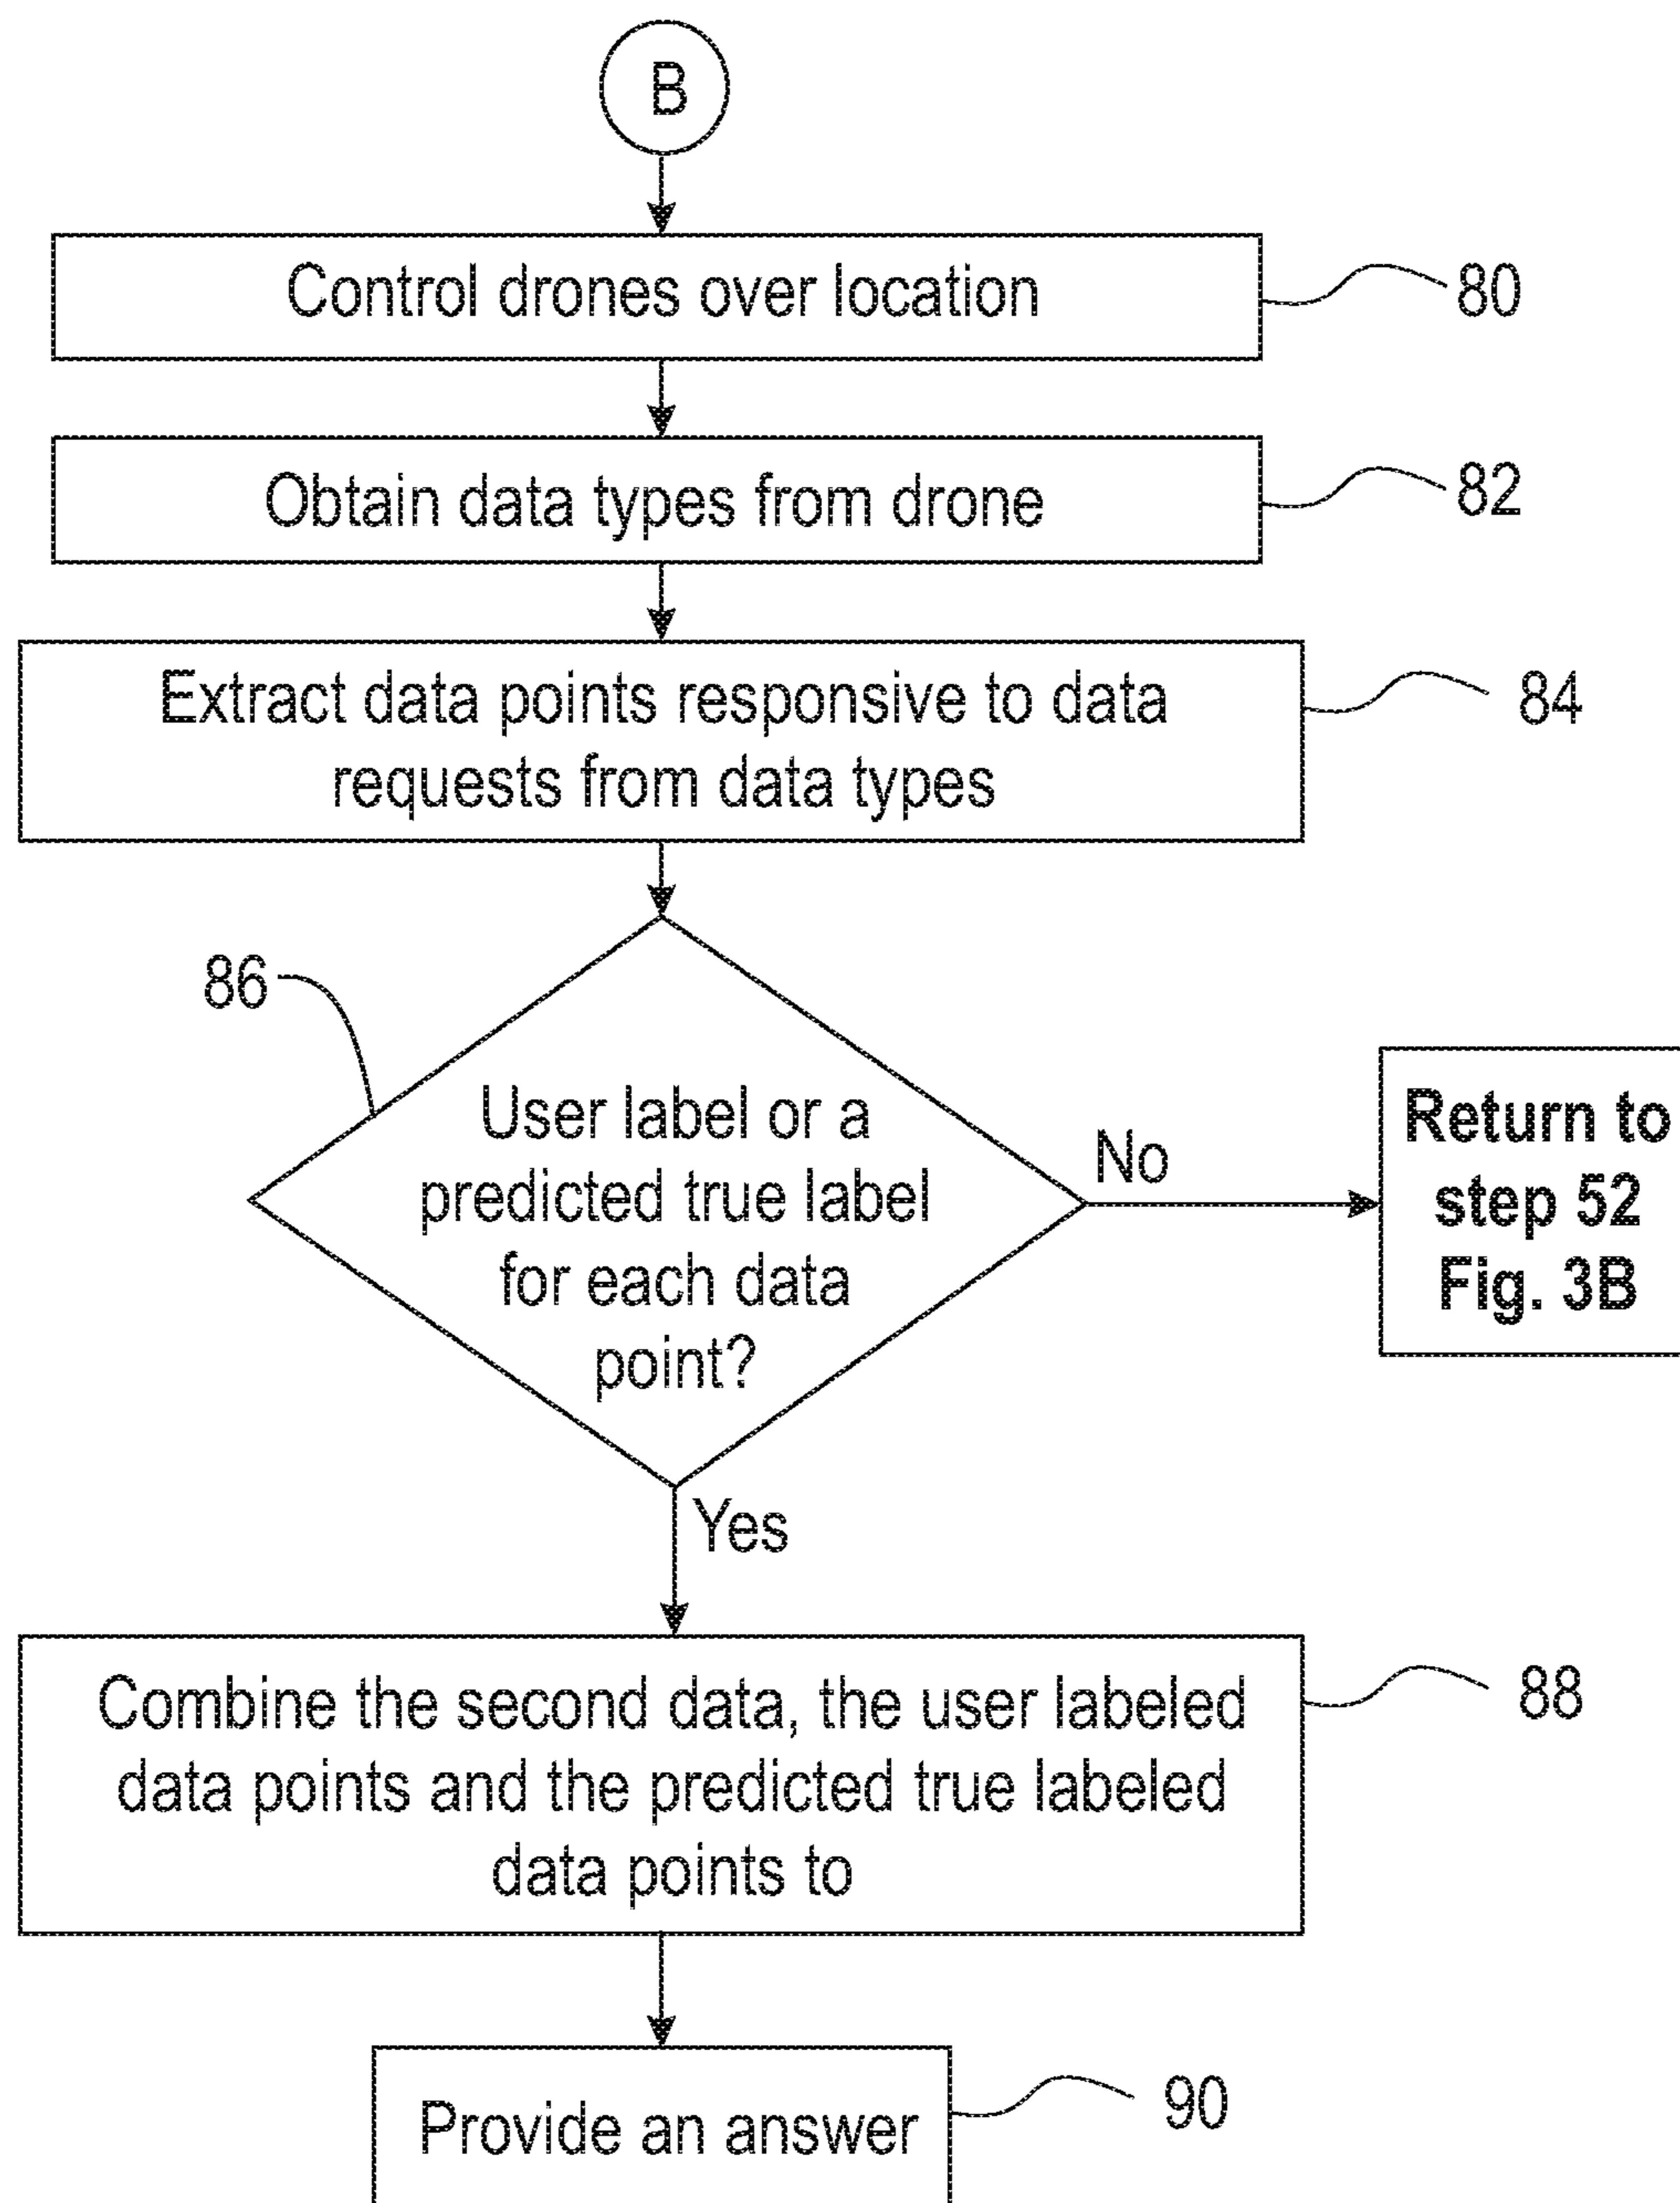 B
Control drones over location
80
Obtain data types from drone
82
Extract data points responsive to data
requests from data types
84
86
User label or a
predicted true label
for each data
point?
No
Return to
step 52
Fig. 3B
Yes
Combine the second data, the user labeled
data points and the predicted true labeled
data points to
88
Provide an answer
90